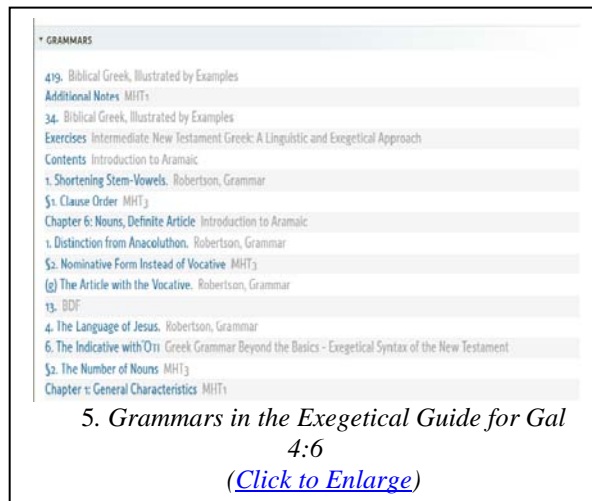 ▾ GRAMMARS
419. Biblical Greek, Illustrated by Examples
Additional Notes MHT1
34. Biblical Greek, Illustrated by Examples
Exercises Intermediate New Testament Greek: A Linguistic and Exegetical Approach
Contents Introduction to Aramaic
1. Shortening Stem-Vowels. Robertson, Grammar
§1. Clause Order MHT3
Chapter 6: Nouns, Definite Article Introduction to Aramaic
1. Distinction from Anacoluthon. Robertson, Grammar
§2. Nominative Form Instead of Vocative MHT3
(g) The Article with the Vocative. Robertson, Grammar
13. BDF
4. The Language of Jesus. Robertson, Grammar
6. The Indicative with Ὅτι Greek Grammar Beyond the Basics - Exegetical Syntax of the New Testament
§2. The Number of Nouns MHT3
Chapter 1: General Characteristics MHT1
5. Grammars in the Exegetical Guide for Gal
4:6
(Click to Enlarge)